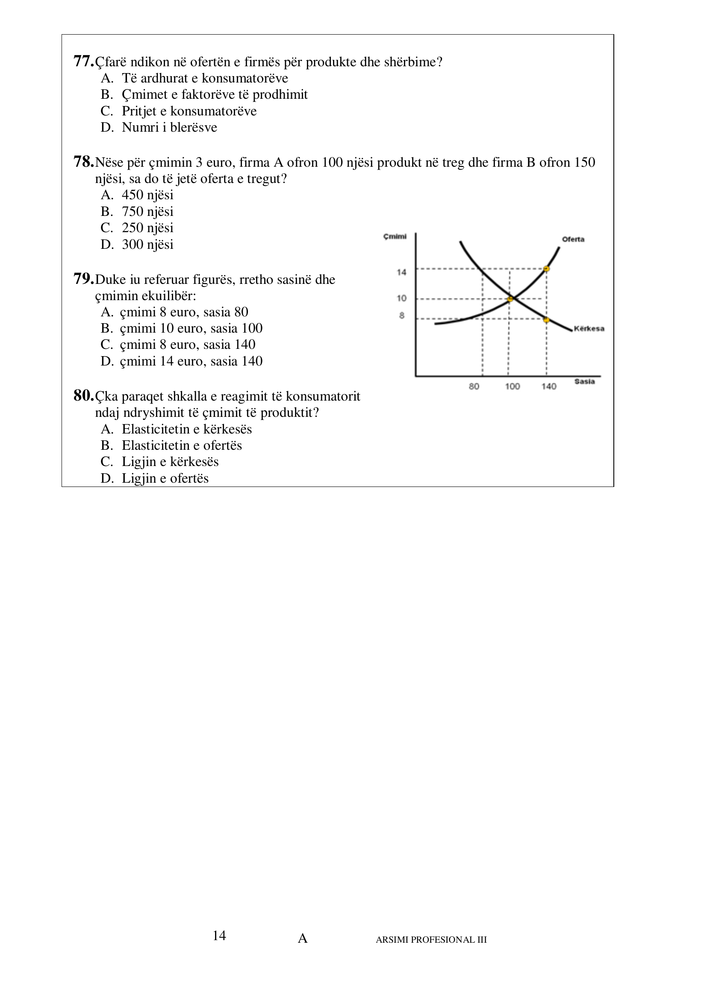 77.Çfarë ndikon në ofertën e firmës për produkte dhe shërbime?
A. Të ardhurat e konsumatorëve
B. Çmimet e faktorëve të prodhimit
C. Pritjet e konsumatorëve
D. Numri i blerësve
78.Nëse për çmimin 3 euro, firma A ofron 100 njësi produkt në treg dhe firma B ofron 150
njësi, sa do të jetë oferta e tregut?
A. 450 njësi
B. 750 njësi
C. 250 njësi
D. 300 njësi
79.Duke iu referuar figurës, rretho sasinë dhe
çmimin ekuilibër:
A. çmimi 8 euro, sasia 80
B. çmimi 10 euro, sasia 100
C. çmimi 8 euro, sasia 140
D. çmimi 14 euro, sasia 140
Çmimi
Oferta
14
10
8
Kërkesa
80 100 140
Sasia
80.Çka paraqet shkalla e reagimit të konsumatorit
ndaj ndryshimit të çmimit të produktit?
A. Elasticitetin e kërkesës
B. Elasticitetin e ofertës
C. Ligjin e kërkesës
D. Ligjin e ofertës
14 A ARSIMI PROFESIONAL III